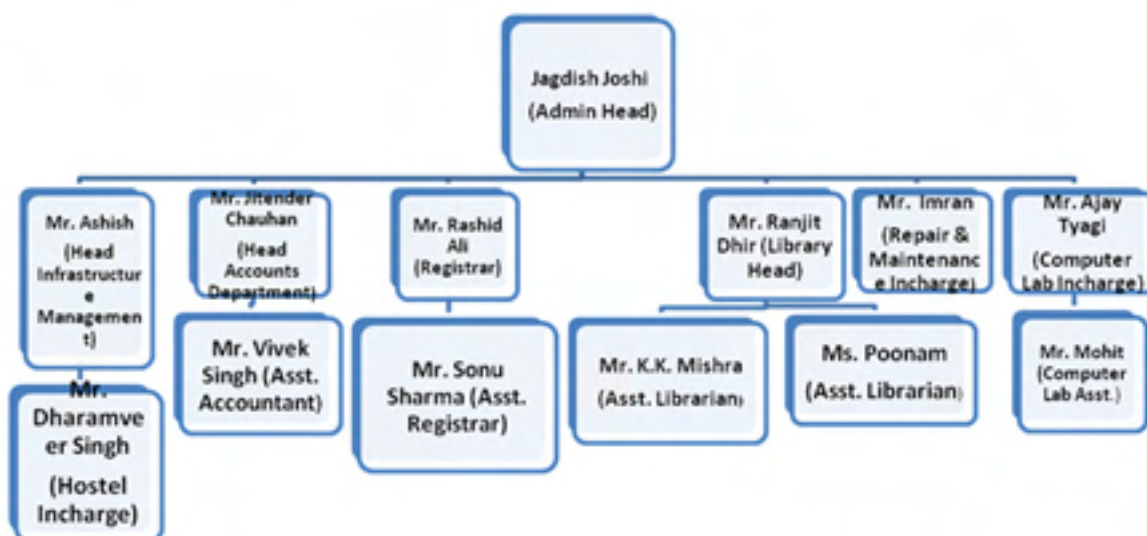 Jagdish Joshi
(Admin Head)
Mr. Ashish
(Head
Infrastructur
e
Managemen
t)
Mr. Jitender
Chauhan
(Head
Accounts
Department)
Mr. Rashid
Ali
(Registrar)
Mr. Ranjit
Dhir (Library
Head)
Mr. Imran
(Repair &
Maintenanc
e Incharge)
Mr. Ajay
Tyagi
(Computer
Lab Incharge)
Mr.
Dharamve
er Singh
(Hostel
Incharge)
Mr. Vivek
Singh (Asst.
Accountant)
Mr. Sonu
Sharma (Asst.
Registrar)
Mr. K.K. Mishra
(Asst. Librarian)
Ms. Poonam
(Asst. Librarian)
Mr. Mohit
(Computer
Lab Asst.)